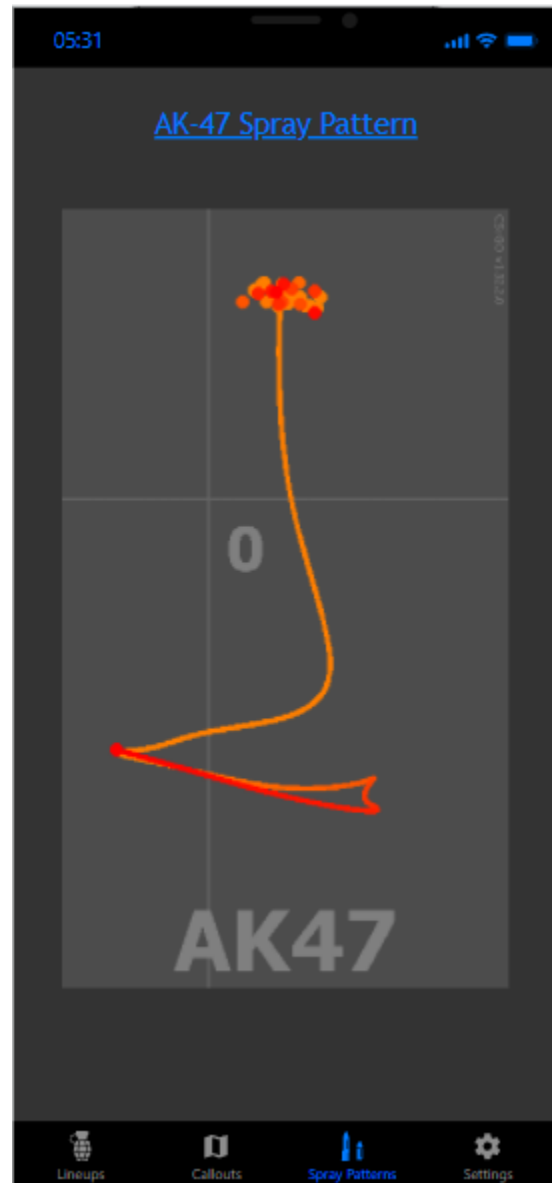 05:31
AK-47 Spray Pattern
0
AK47
Lineups
Callouts
Spray Patterns
Settings